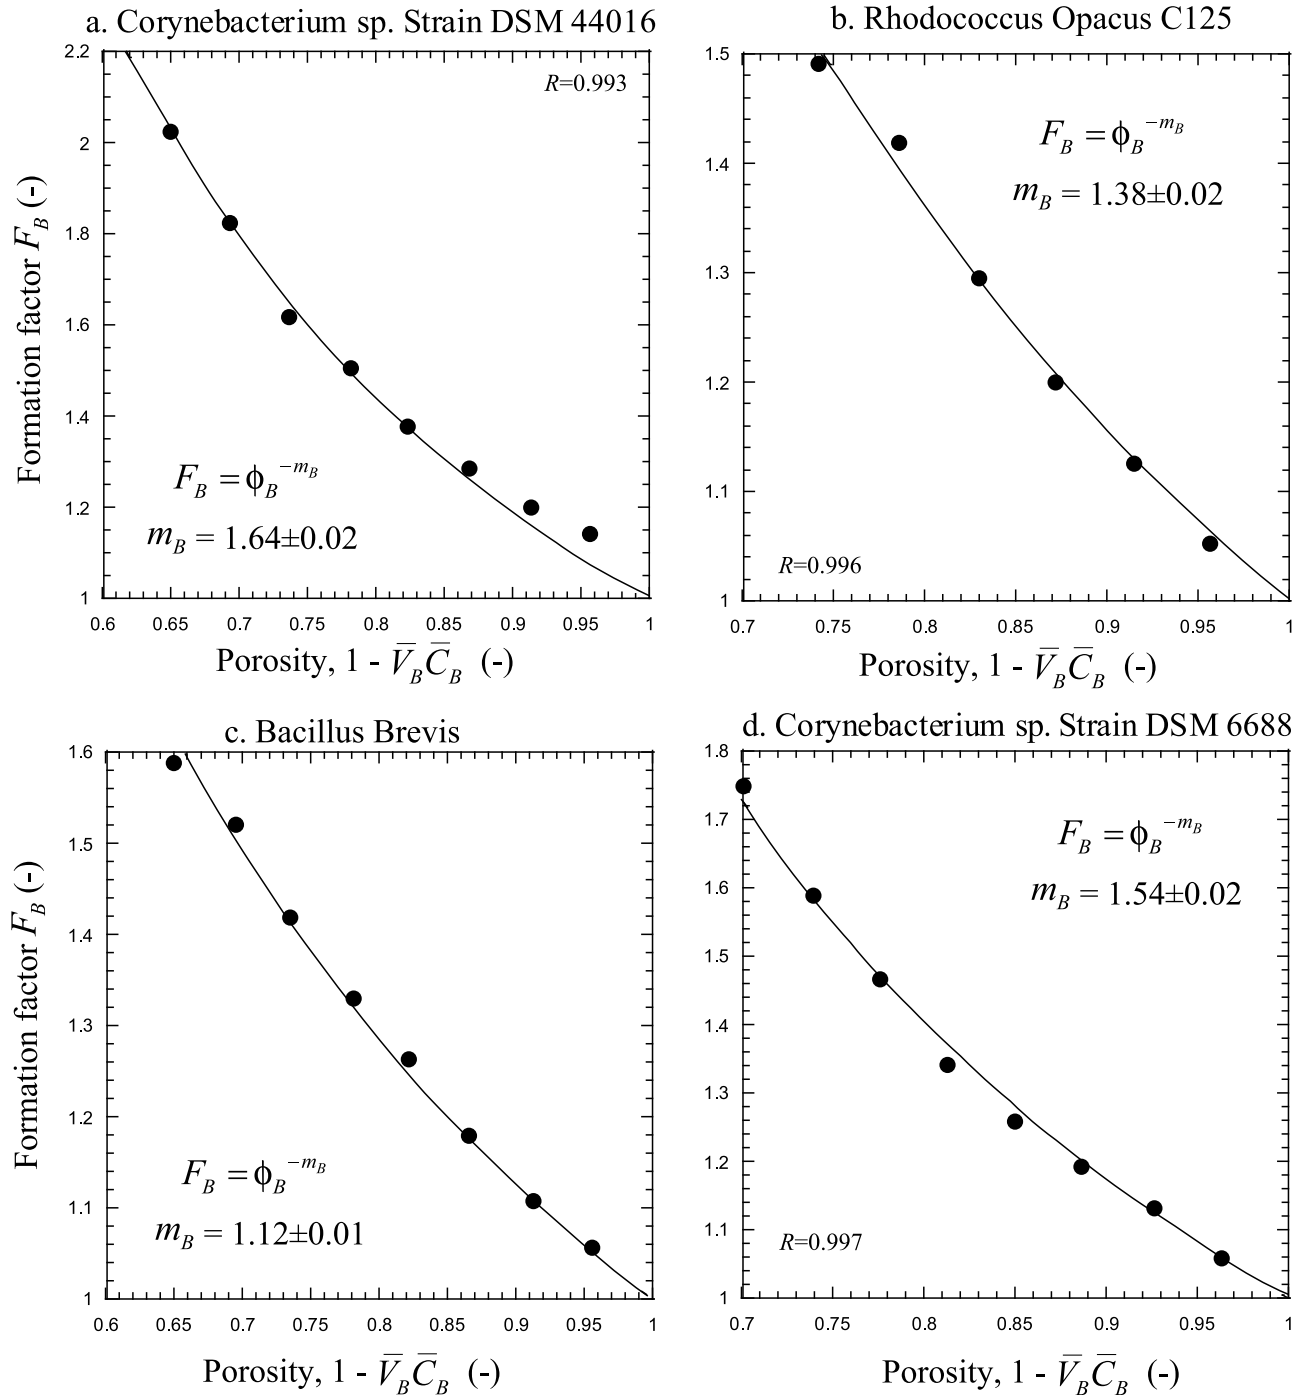 a. Corynebacterium sp. Strain DSM 44016
2.2
2
1.8
1.6
1.4
1.2
1
Formation factor F_B (-)
R=0.993
F_B = ϕ_B^{-m_B}
m_B = 1.64±0.02
0.6 0.65 0.7 0.75 0.8 0.85 0.9 0.95 1
Porosity, 1 - V̅_B C̅_B (-)
b. Rhodococcus Opacus C125
1.5
1.4
1.3
1.2
1.1
1
F_B = ϕ_B^{-m_B}
m_B = 1.38±0.02
R=0.996
0.7 0.75 0.8 0.85 0.9 0.95 1
Porosity, 1 - V̅_B C̅_B (-)
c. Bacillus Brevis
1.6
1.5
1.4
1.3
1.2
1.1
1
Formation factor F_B (-)
F_B = ϕ_B^{-m_B}
m_B = 1.12±0.01
0.6 0.65 0.7 0.75 0.8 0.85 0.9 0.95 1
Porosity, 1 - V̅_B C̅_B (-)
d. Corynebacterium sp. Strain DSM 6688
1.8
1.7
1.6
1.5
1.4
1.3
1.2
1.1
1
F_B = ϕ_B^{-m_B}
m_B = 1.54±0.02
R=0.997
0.7 0.75 0.8 0.85 0.9 0.95 1
Porosity, 1 - V̅_B C̅_B (-)